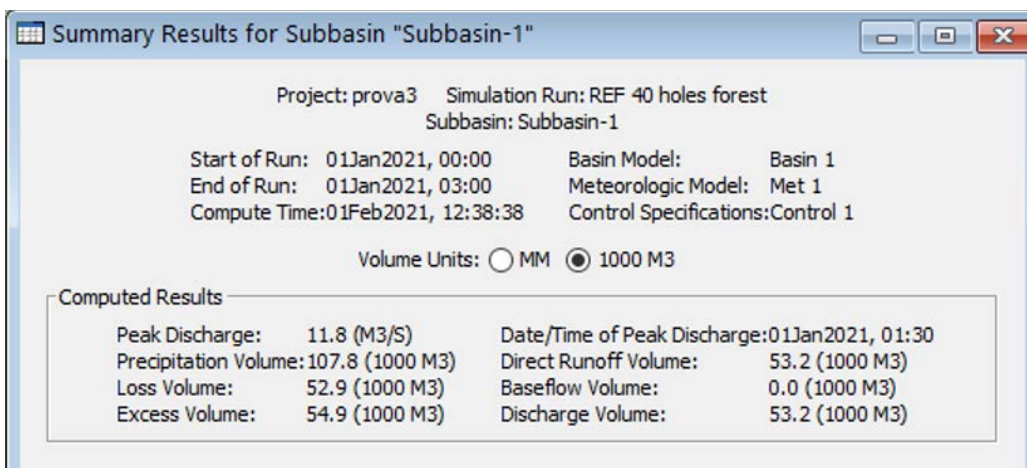 Summary Results for Subbasin "Subbasin-1"
Project: prova3 Simulation Run: REF 40 holes forest
Subbasin: Subbasin-1
Start of Run: 01Jan2021, 00:00 Basin Model: Basin 1
End of Run: 01Jan2021, 03:00 Meteorologic Model: Met 1
Compute Time:01Feb2021, 12:38:38 Control Specifications:Control 1
Volume Units: MM 1000 M3
Computed Results
Peak Discharge: 11.8 (M3/S) Date/Time of Peak Discharge:01Jan2021, 01:30
Precipitation Volume:107.8 (1000 M3) Direct Runoff Volume: 53.2 (1000 M3)
Loss Volume: 52.9 (1000 M3) Baseflow Volume: 0.0 (1000 M3)
Excess Volume: 54.9 (1000 M3) Discharge Volume: 53.2 (1000 M3)